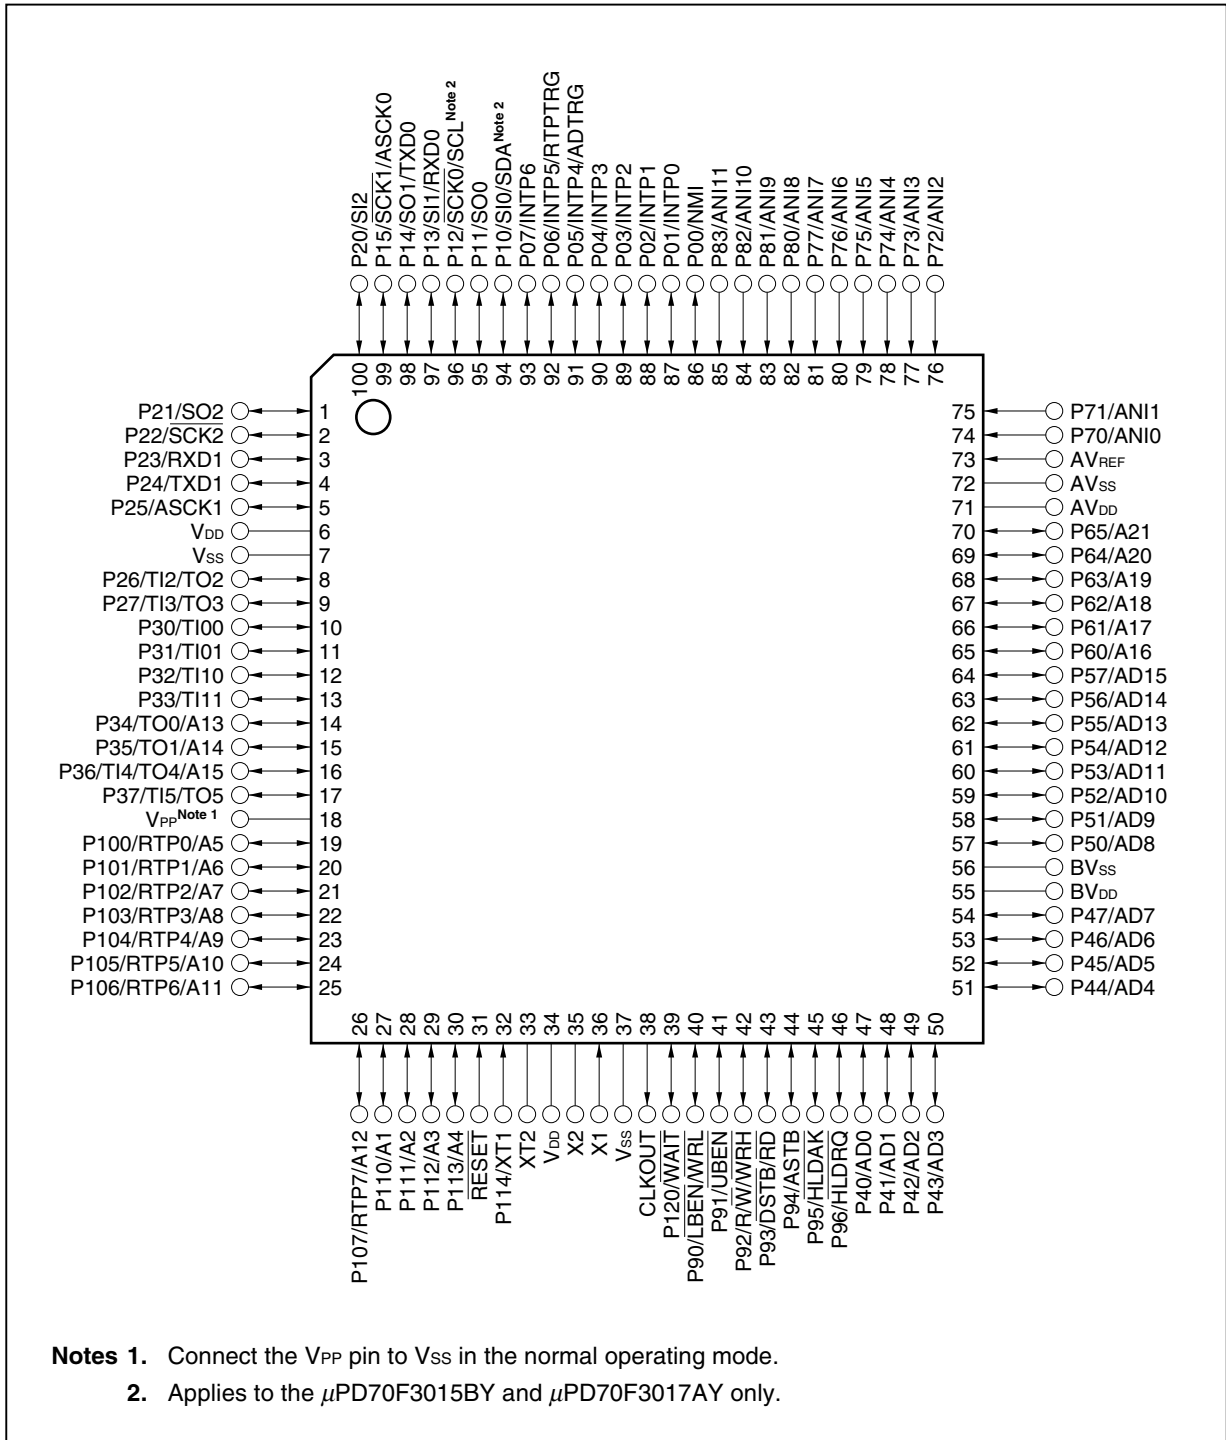 P20/SI2
P15/SCK1/ASCK0
P14/SO1/TXD0
P13/SI1/RXD0
P12/SCK0/SCL Note 2
P11/SO0
P10/SI0/SDA Note 2
P07/INTP6
P06/INTP5/RTPTRG
P05/INTP4/ADTRG
P04/INTP3
P03/INTP2
P02/INTP1
P01/INTP0
P00/NMI
P83/ANI11
P82/ANI10
P81/ANI9
P80/ANI8
P77/ANI7
P76/ANI6
P75/ANI5
P74/ANI4
P73/ANI3
P72/ANI2
100
99
98
97
96
95
94
93
92
91
90
89
88
87
86
85
84
83
82
81
80
79
78
77
76
1
P21/SO2 1
P22/SCK2 2
P23/RXD1 3
P24/TXD1 4
P25/ASCK1 5
VDD 6
VSS 7
P26/TI2/TO2 8
P27/TI3/TO3 9
P30/TI00 10
P31/TI01 11
P32/TI10 12
P33/TI11 13
P34/TO0/A13 14
P35/TO1/A14 15
P36/TI4/TO4/A15 16
P37/TI5/TO5 17
VPP Note 1 18
P100/RTP0/A5 19
P101/RTP1/A6 20
P102/RTP2/A7 21
P103/RTP3/A8 22
P104/RTP4/A9 23
P105/RTP5/A10 24
P106/RTP6/A11 25
75 P71/ANI1
74 P70/ANI0
73 AVREF
72 AVSS
71 AVDD
70 P65/A21
69 P64/A20
68 P63/A19
67 P62/A18
66 P61/A17
65 P60/A16
64 P57/AD15
63 P56/AD14
62 P55/AD13
61 P54/AD12
60 P53/AD11
59 P52/AD10
58 P51/AD9
57 P50/AD8
56 BVSS
55 BVDD
54 P47/AD7
53 P46/AD6
52 P45/AD5
51 P44/AD4
26
27
28
29
30
31
32
33
34
35
36
37
38
39
40
41
42
43
44
45
46
47
48
49
50
P107/RTP7/A12
P110/A1
P111/A2
P112/A3
P113/A4
RESET
P114/XT1
XT2
VDD
X2
X1
VSS
CLKOUT
P120/WAIT
P90/LBEN/WRL
P91/UBEN
P92/R/W/WRH
P93/DSTB/RD
P94/ASTB
P95/HLDAK
P96/HLDRQ
P40/AD0
P41/AD1
P42/AD2
P43/AD3
Notes 1. Connect the VPP pin to VSS in the normal operating mode.
2. Applies to the μPD70F3015BY and μPD70F3017AY only.